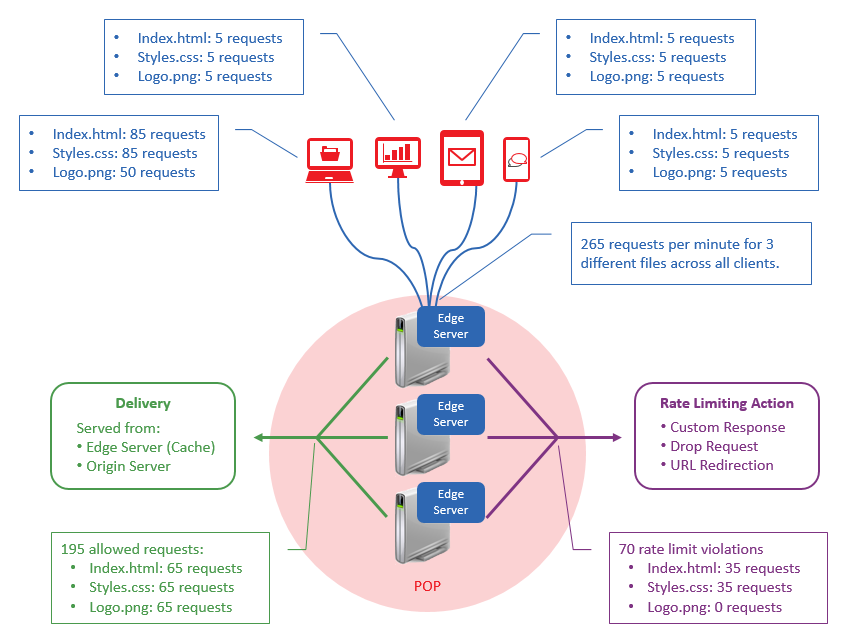 • Index.html: 5 requests
• Styles.css: 5 requests
• Logo.png: 5 requests
• Index.html: 5 requests
• Styles.css: 5 requests
• Logo.png: 5 requests
• Index.html: 85 requests
• Styles.css: 85 requests
• Logo.png: 50 requests
• Index.html: 5 requests
• Styles.css: 5 requests
• Logo.png: 5 requests
265 requests per minute for 3
different files across all clients.
Edge
Server
Edge
Server
Edge
Server
POP
Delivery
Served from:
• Edge Server (Cache)
• Origin Server
Rate Limiting Action
• Custom Response
• Drop Request
• URL Redirection
195 allowed requests:
• Index.html: 65 requests
• Styles.css: 65 requests
• Logo.png: 65 requests
70 rate limit violations
• Index.html: 35 requests
• Styles.css: 35 requests
• Logo.png: 0 requests